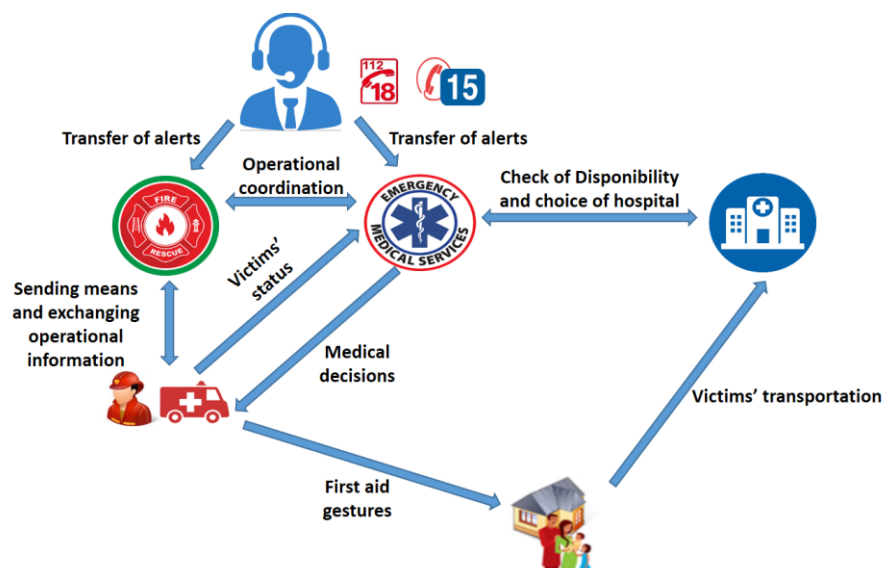 112
18
15
Transfer of alerts
Transfer of alerts
Operational
coordination
Check of Disponibility
and choice of hospital
FIRE
RESCUE
EMERGENCY
MEDICAL SERVICES
Victims'
status
Sending means
and exchanging
operational
information
Medical
decisions
Victims' transportation
First aid
gestures